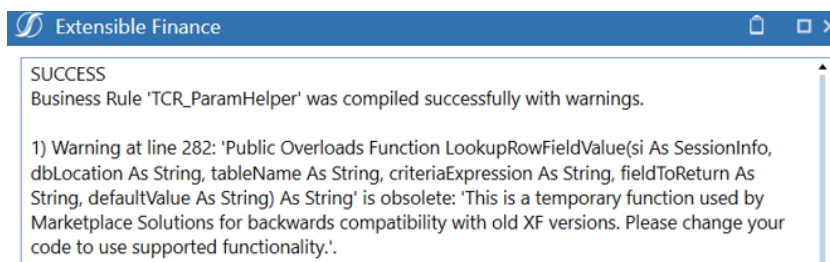 Extensible Finance
SUCCESS
Business Rule 'TCR_ParamHelper' was compiled successfully with warnings.
1) Warning at line 282: 'Public Overloads Function LookupRowFieldValue(si As SessionInfo,
dbLocation As String, tableName As String, criteriaExpression As String, fieldToReturn As
String, defaultValue As String) As String' is obsolete: 'This is a temporary function used by
Marketplace Solutions for backwards compatibility with old XF versions. Please change your
code to use supported functionality.'.